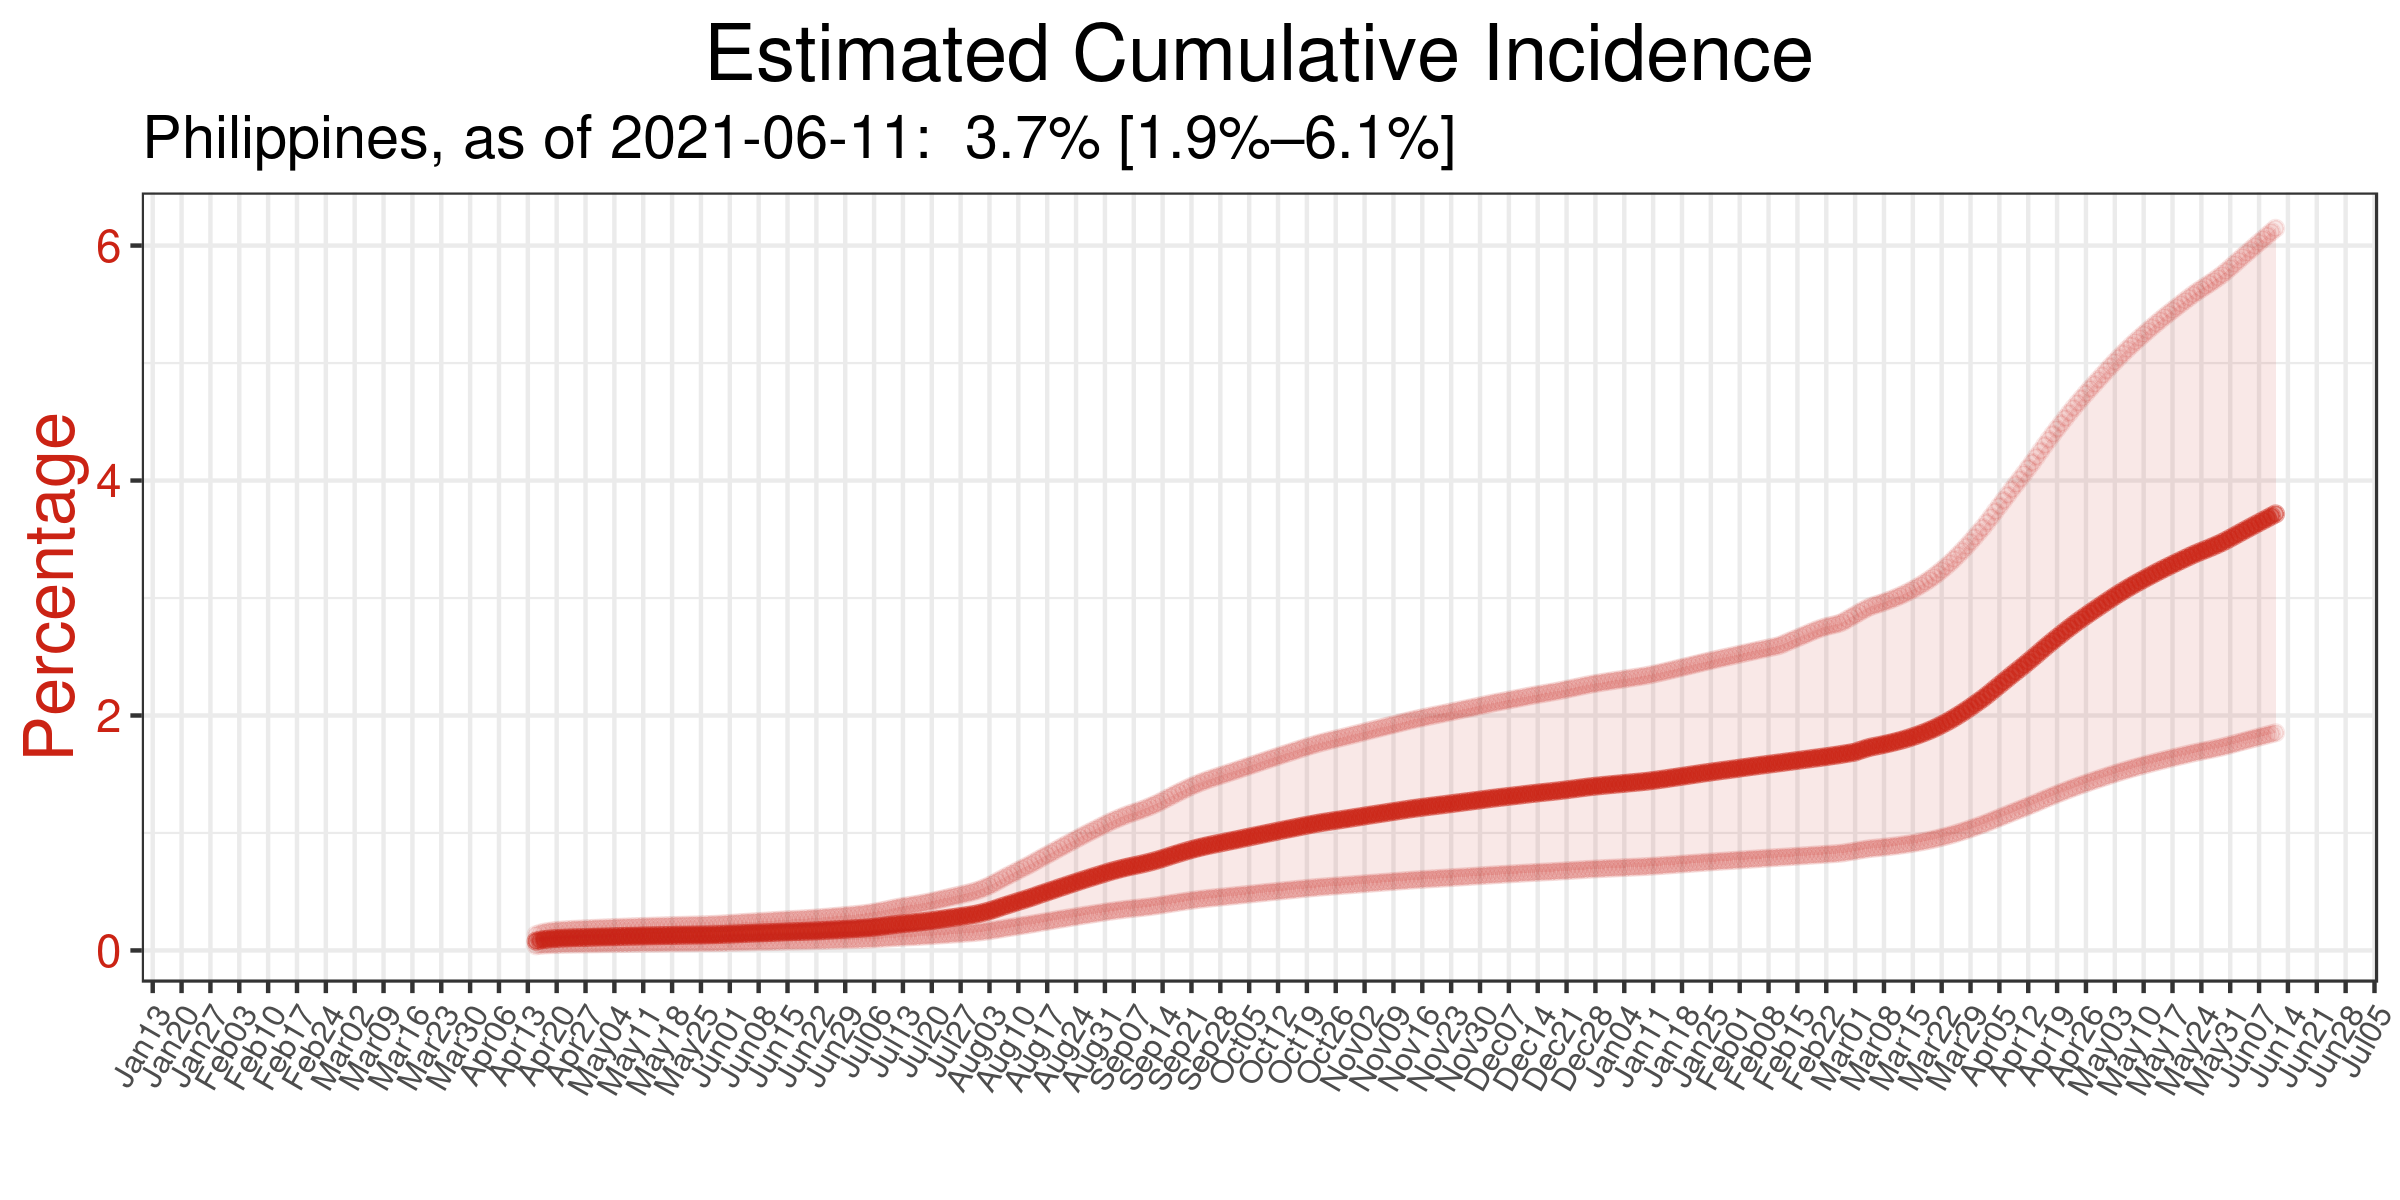 Estimated Cumulative Incidence
Philippines, as of 2021-06-11:  3.7% [1.9%–6.1%]
Percentage
6
4
2
0
Jan13
Jan20
Jan27
Feb03
Feb10
Feb17
Feb24
Mar02
Mar09
Mar16
Mar23
Mar30
Apr06
Apr13
Apr20
Apr27
May04
May11
May18
May25
Jun01
Jun08
Jun15
Jun22
Jun29
Jul06
Jul13
Jul20
Jul27
Aug03
Aug10
Aug17
Aug24
Aug31
Sep07
Sep14
Sep21
Sep28
Oct05
Oct12
Oct19
Oct26
Nov02
Nov09
Nov16
Nov23
Nov30
Dec07
Dec14
Dec21
Dec28
Jan04
Jan11
Jan18
Jan25
Feb01
Feb08
Feb15
Feb22
Mar01
Mar08
Mar15
Mar22
Mar29
Apr05
Apr12
Apr19
Apr26
May03
May10
May17
May24
May31
Jun07
Jun14
Jun21
Jun28
Jul05